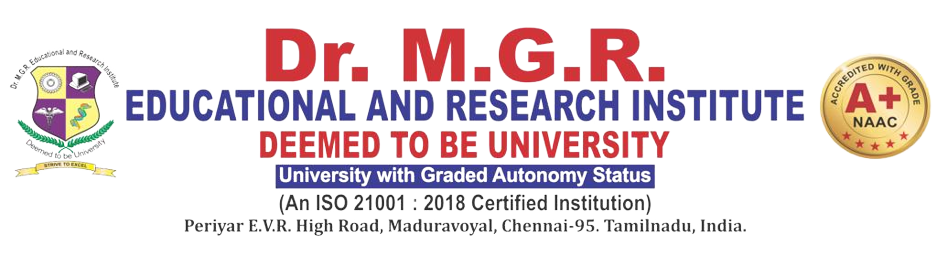 Dr. M.G.R. Educational and Research Institute
Deemed to be University
STRIVE TO EXCEL
Dr. M.G.R.
EDUCATIONAL AND RESEARCH INSTITUTE
DEEMED TO BE UNIVERSITY
University with Graded Autonomy Status
(An ISO 21001 : 2018 Certified Institution)
Periyar E.V.R. High Road, Maduravoyal, Chennai-95. Tamilnadu, India.
ACCREDITED WITH GRADE
A+
NAAC